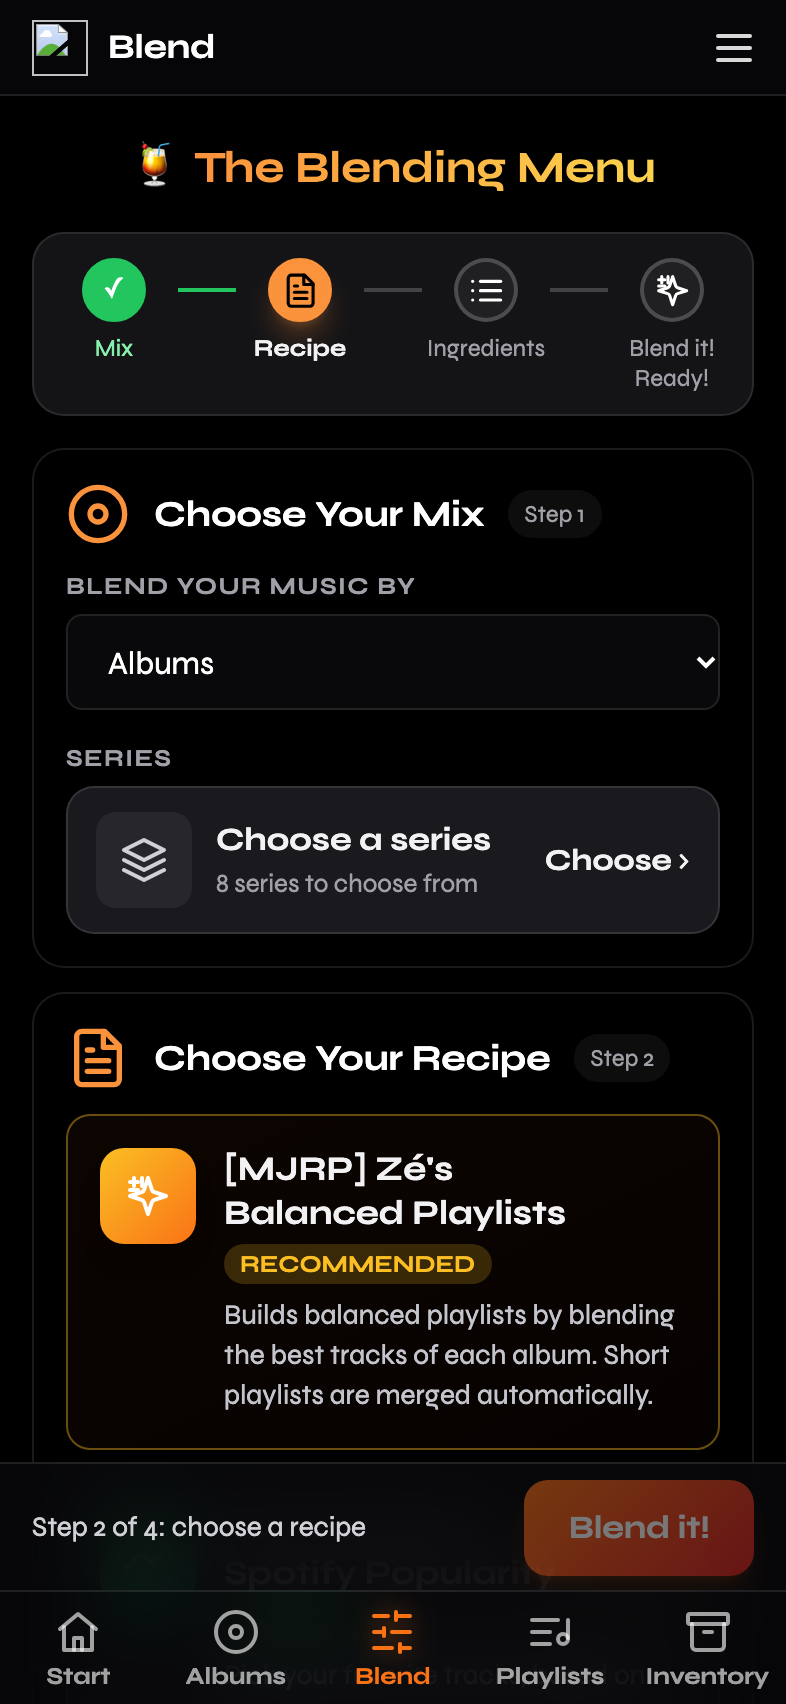 Blend
The Blending Menu
Mix
Recipe
Ingredients
Blend it!
Ready!
Choose Your Mix
Step 1
BLEND YOUR MUSIC BY
Albums
SERIES
Choose a series
8 series to choose from
Choose
Choose Your Recipe
Step 2
[MJRP] Zé's
Balanced Playlists
RECOMMENDED
Builds balanced playlists by blending
the best tracks of each album. Short
playlists are merged automatically.
Step 2 of 4: choose a recipe
Blend it!
Spotify Popularity
Start
Albums
Blend
Playlists
Inventory